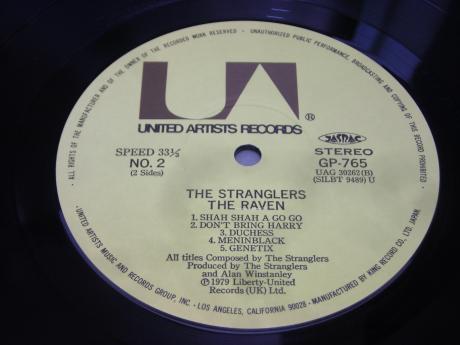 · ALL RIGHTS OF THE MANUFACTURER AND OF THE OWNER OF THE RECORDED WORK RESERVED · UNAUTHORIZED PUBLIC PERFORMANCE, BROADCASTING AND COPYING OF THIS RECORD PROHIBITED ·
UA
®
UNITED ARTISTS RECORDS
JASRAC
SPEED 33⅓
STEREO
NO. 2
GP-765
(2 Sides)
UAG 30262(B)
(SILBT 9489) U
THE STRANGLERS
THE RAVEN
1. SHAH SHAH A GO GO
2. DON'T BRING HARRY
3. DUCHESS
4. MENINBLACK
5. GENETIX
All titles Composed by The Stranglers
Produced by The Stranglers
and Alan Winstanley
Ⓟ1979 Liberty-United
Records (UK) Ltd.
·UNITED ARTISTS MUSIC AND RECORDS GROUP, INC. · LOS ANGELES, CALIFORNIA 90028 · MANUFACTURED BY KING RECORD CO, LTD. JAPAN.